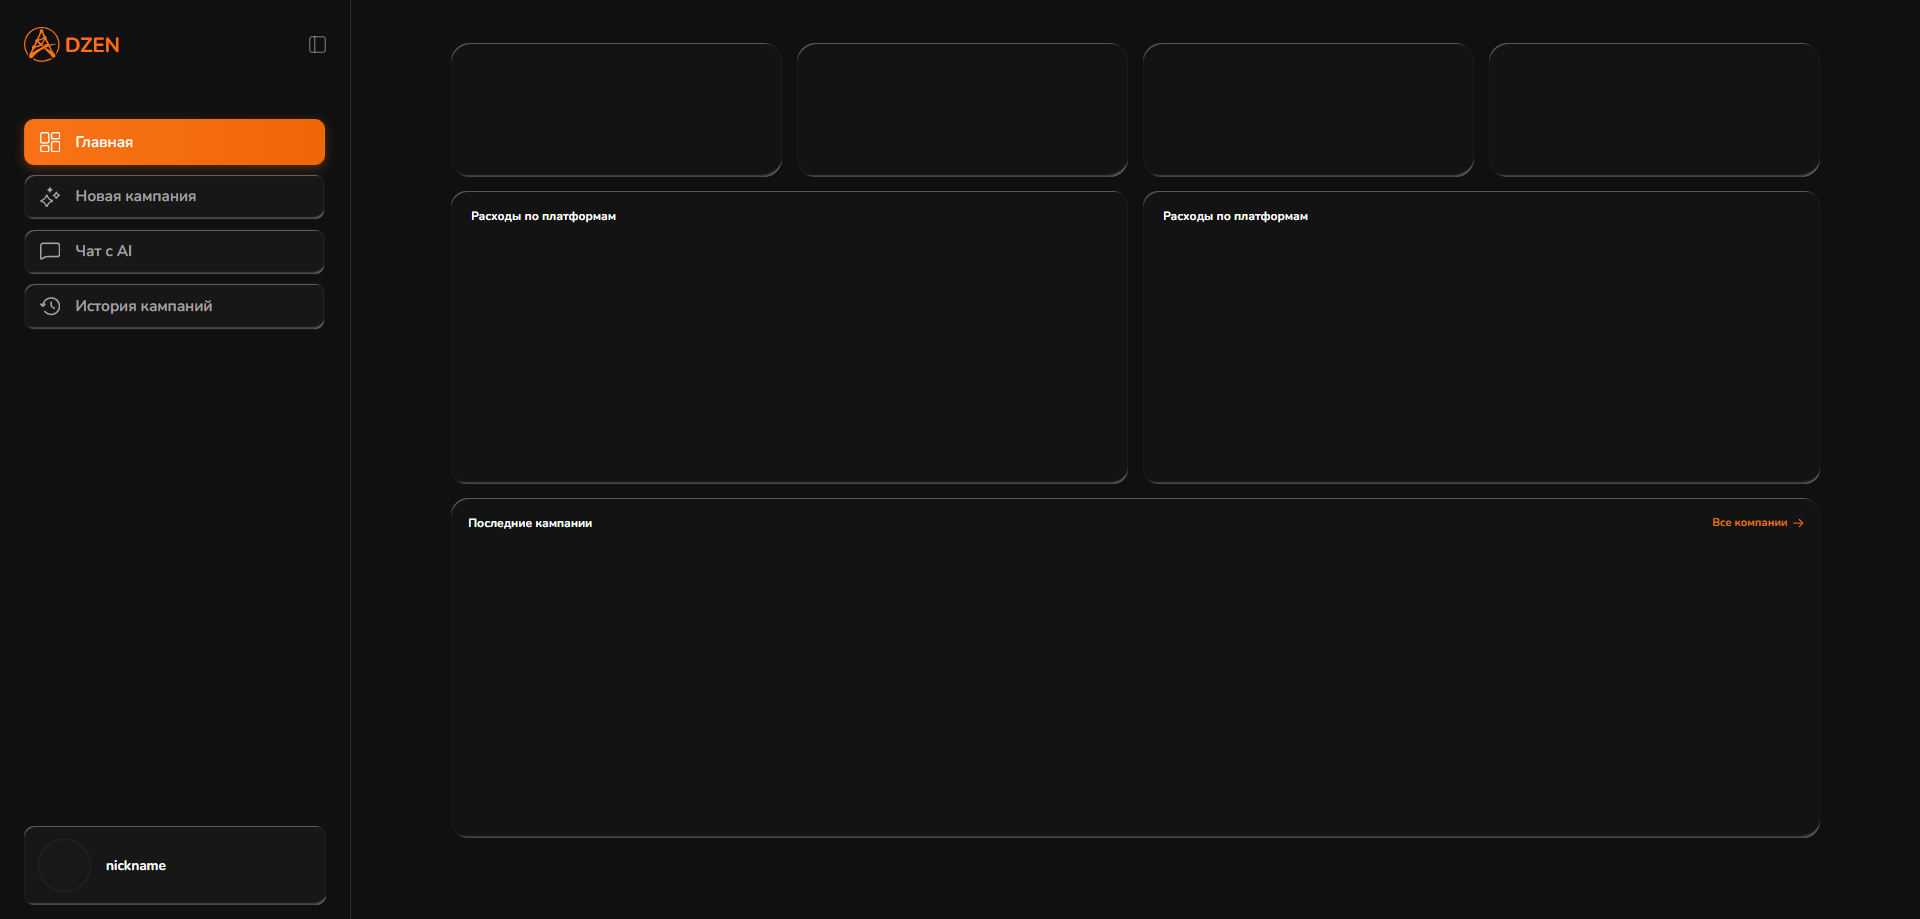 DZEN
Главная
Новая кампания
Чат с AI
История кампаний
nickname
Расходы по платформам
Расходы по платформам
Последние кампании
Все компании →